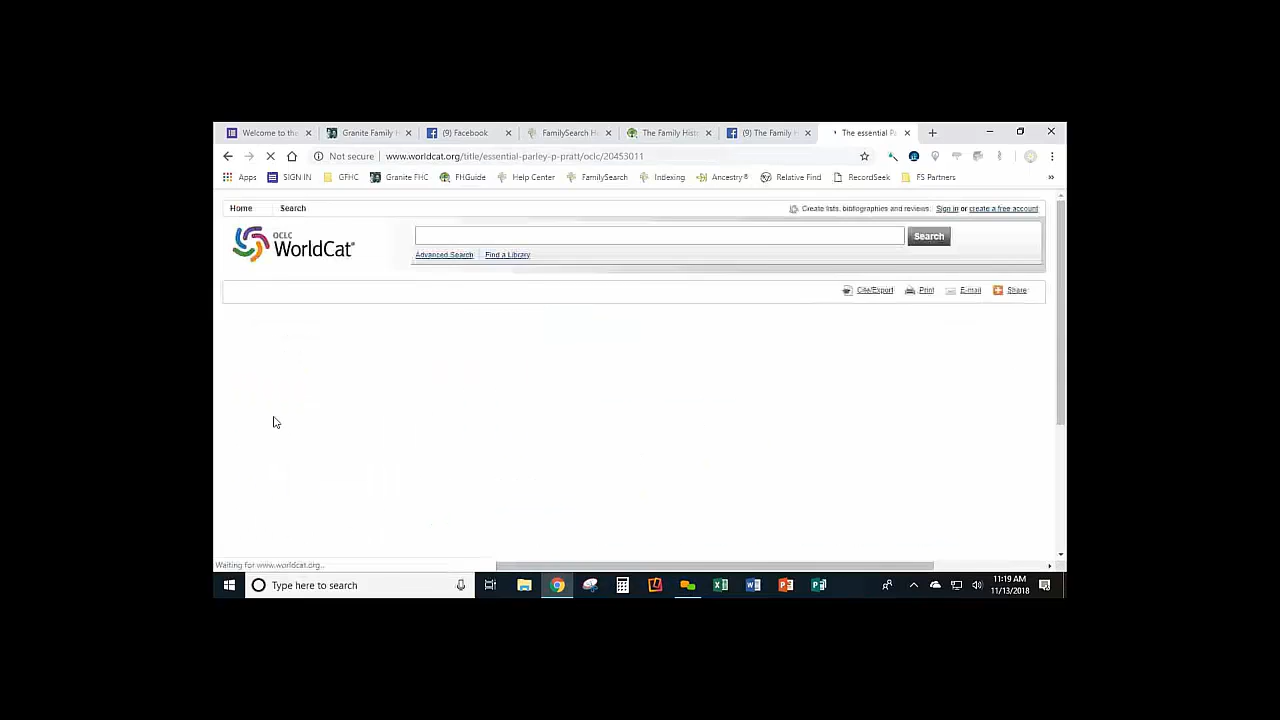 Welcome to the
Granite Family H
(9) Facebook
FamilySearch H
The Family Hist
(9) The Family H
The essential P
Not secure
www.worldcat.org/title/essential-parley-p-pratt/oclc/20453011
Apps
SIGN IN
GFHC
Granite FHC
FHGuide
Help Center
FamilySearch
Indexing
Ancestry®
Relative Find
RecordSeek
FS Partners
»
Home
Search
Create lists, bibliographies and reviews: Sign in or create a free account
OCLC
WorldCat®
Search
Advanced Search
Find a Library
Cite/Export
Print
E-mail
Share
Waiting for www.worldcat.org...
Type here to search
11:19 AM
11/13/2018